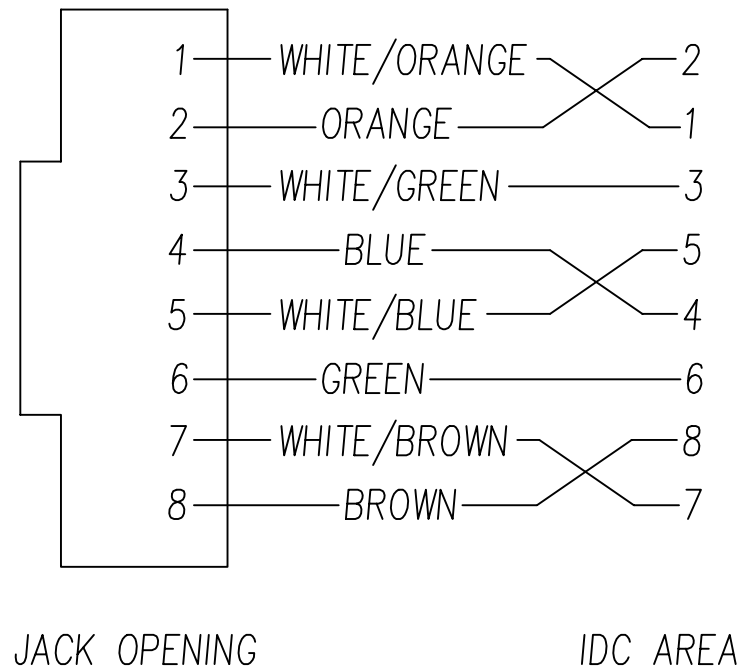 1 WHITE/ORANGE 2
2 ORANGE 1
3 WHITE/GREEN 3
4 BLUE 5
5 WHITE/BLUE 4
6 GREEN 6
7 WHITE/BROWN 8
8 BROWN 7
JACK OPENING IDC AREA